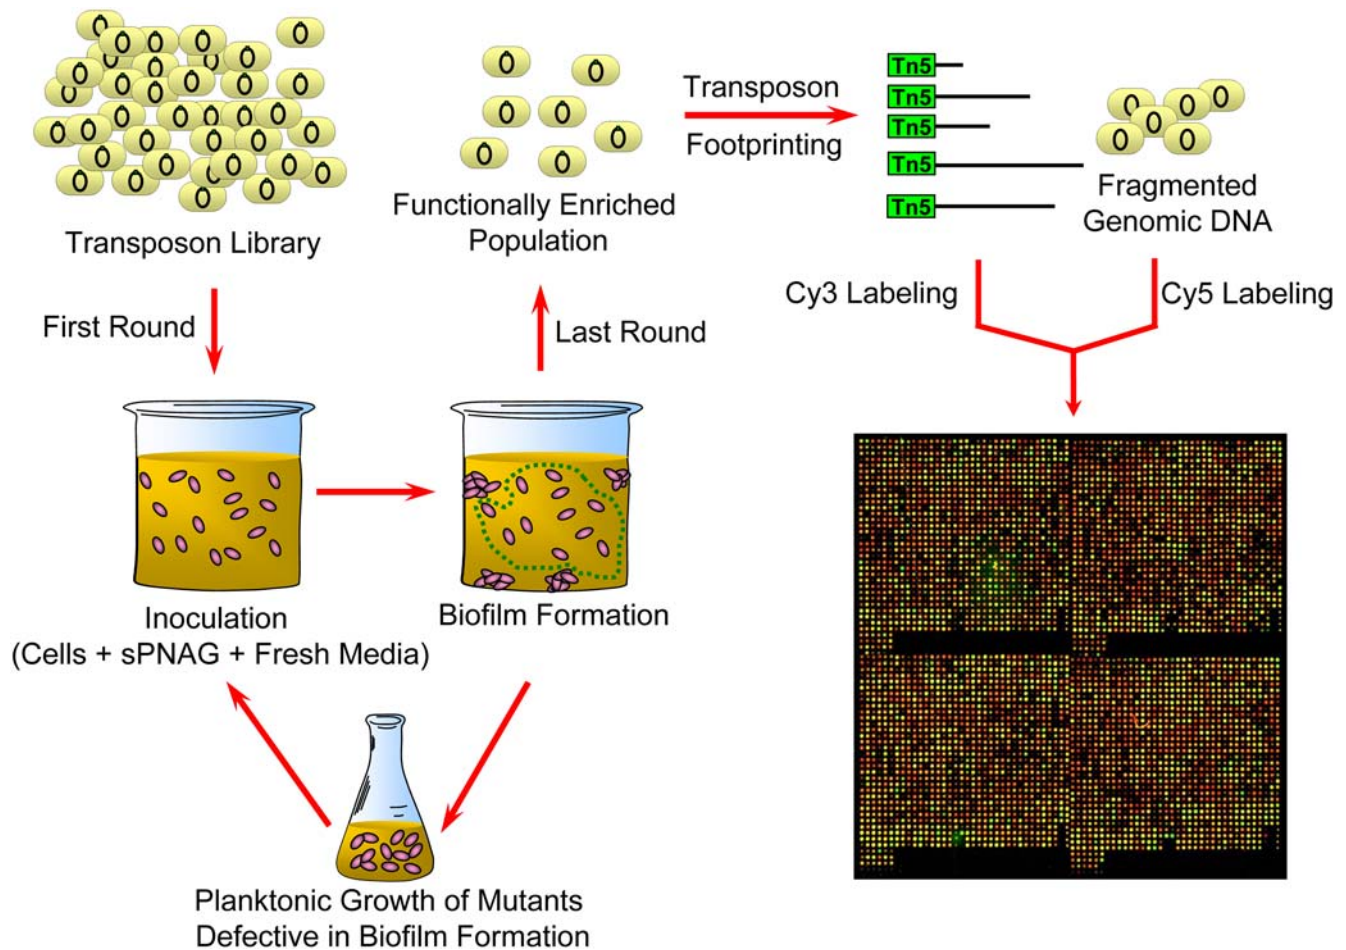 Transposon Library
First Round
Inoculation
(Cells + sPNAG + Fresh Media)
Biofilm Formation
Planktonic Growth of Mutants
Defective in Biofilm Formation
Last Round
Functionally Enriched
Population
Transposon
Footprinting
Tn5
Tn5
Tn5
Tn5
Tn5
Fragmented
Genomic DNA
Cy3 Labeling
Cy5 Labeling